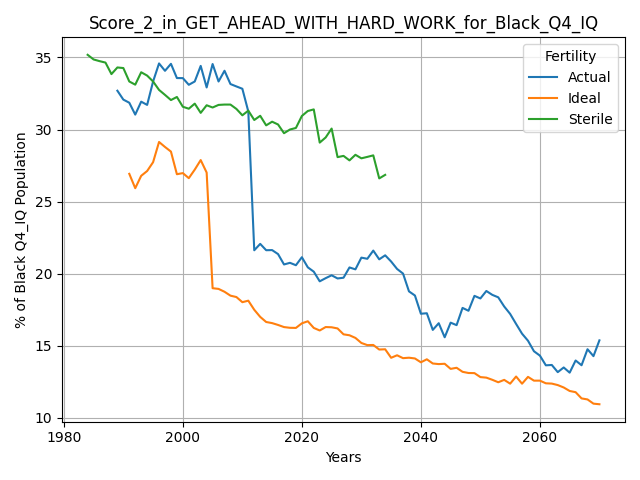 Score_2_in_GET_AHEAD_WITH_HARD_WORK_for_Black_Q4_IQ
Fertility
Actual
Ideal
Sterile
% of Black Q4_IQ Population
35
30
25
20
15
10
1980
2000
2020
2040
2060
Years